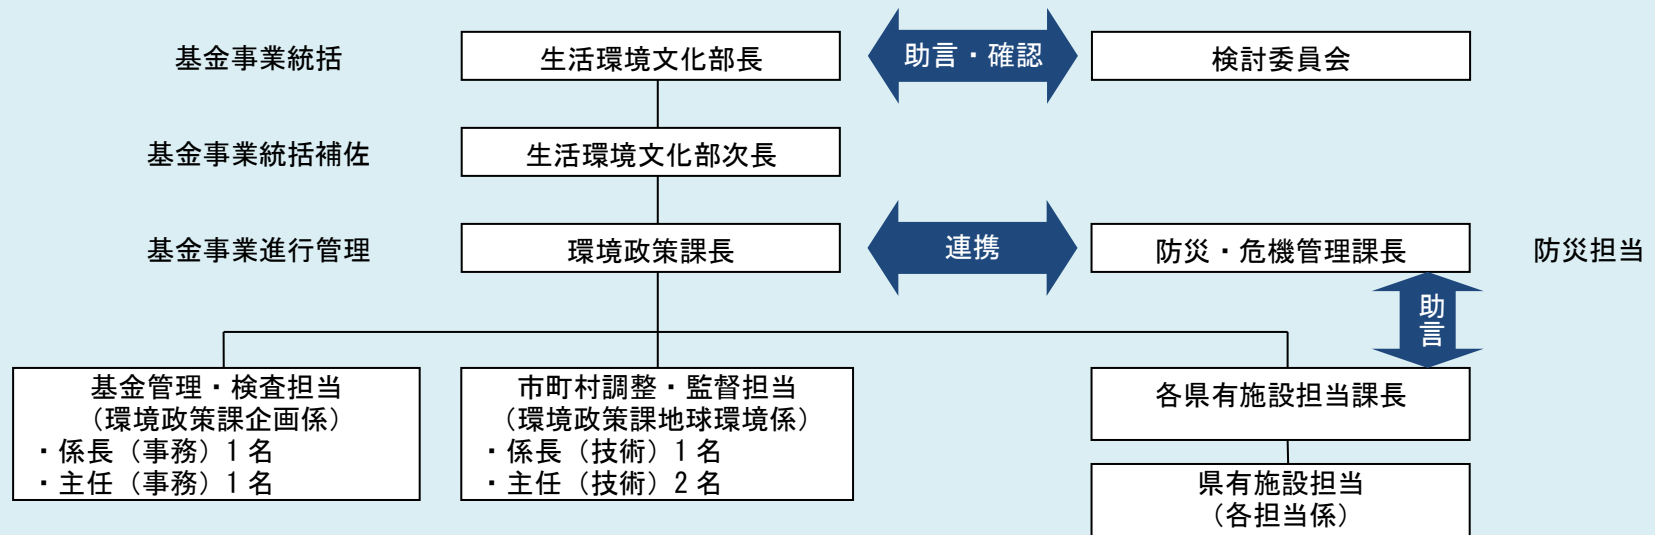 基金事業統括
生活環境文化部長
助言・確認
検討委員会
基金事業統括補佐
生活環境文化部次長
基金事業進行管理
環境政策課長
連携
防災・危機管理課長
防災担当
助言
基金管理・検査担当
（環境政策課企画係）
・係長（事務）1名
・主任（事務）1名
市町村調整・監督担当
（環境政策課地球環境係）
・係長（技術）1名
・主任（技術）2名
各県有施設担当課長
県有施設担当
（各担当係）